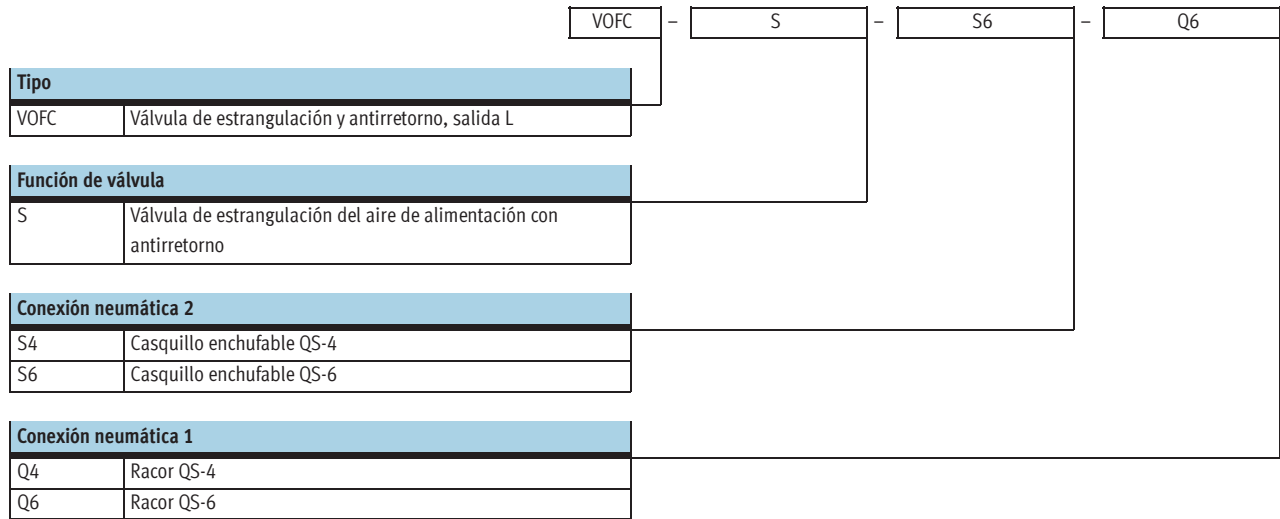 VOFC – S – S6 – Q6
Tipo
VOFC Válvula de estrangulación y antirretorno, salida L
Función de válvula
S Válvula de estrangulación del aire de alimentación con
antirretorno
Conexión neumática 2
S4 Casquillo enchufable QS-4
S6 Casquillo enchufable QS-6
Conexión neumática 1
Q4 Racor QS-4
Q6 Racor QS-6